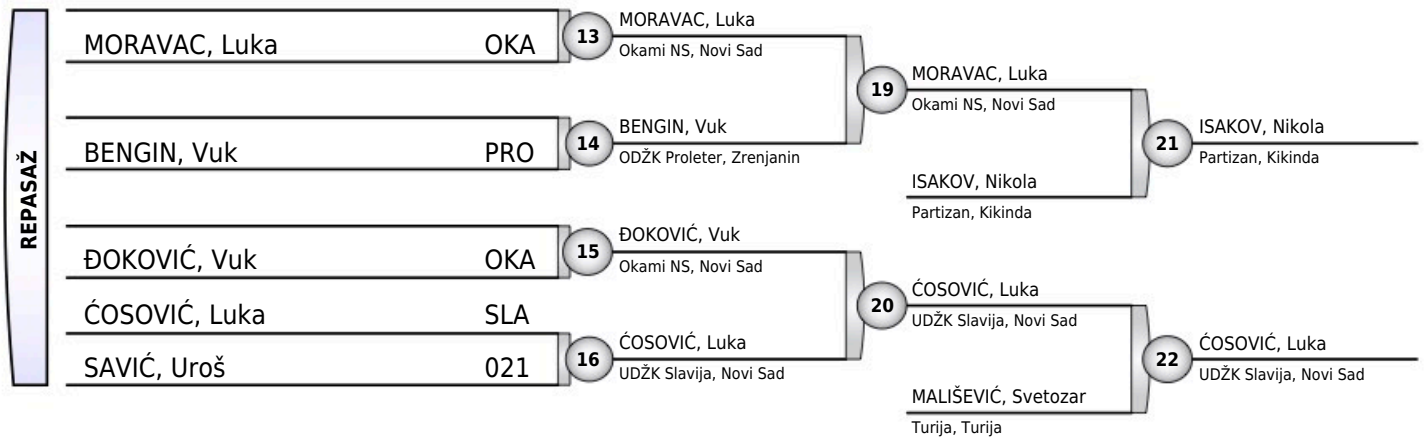 REPASAŽ
MORAVAC, Luka OKA
BENGIN, Vuk PRO
ĐOKOVIĆ, Vuk OKA
ĆOSOVIĆ, Luka SLA
SAVIĆ, Uroš 021
13
MORAVAC, Luka
Okami NS, Novi Sad
14
BENGIN, Vuk
ODŽK Proleter, Zrenjanin
15
ĐOKOVIĆ, Vuk
Okami NS, Novi Sad
16
ĆOSOVIĆ, Luka
UDŽK Slavija, Novi Sad
19
MORAVAC, Luka
Okami NS, Novi Sad
ISAKOV, Nikola
Partizan, Kikinda
20
ĆOSOVIĆ, Luka
UDŽK Slavija, Novi Sad
MALIŠEVIĆ, Svetozar
Turija, Turija
21
ISAKOV, Nikola
Partizan, Kikinda
22
ĆOSOVIĆ, Luka
UDŽK Slavija, Novi Sad